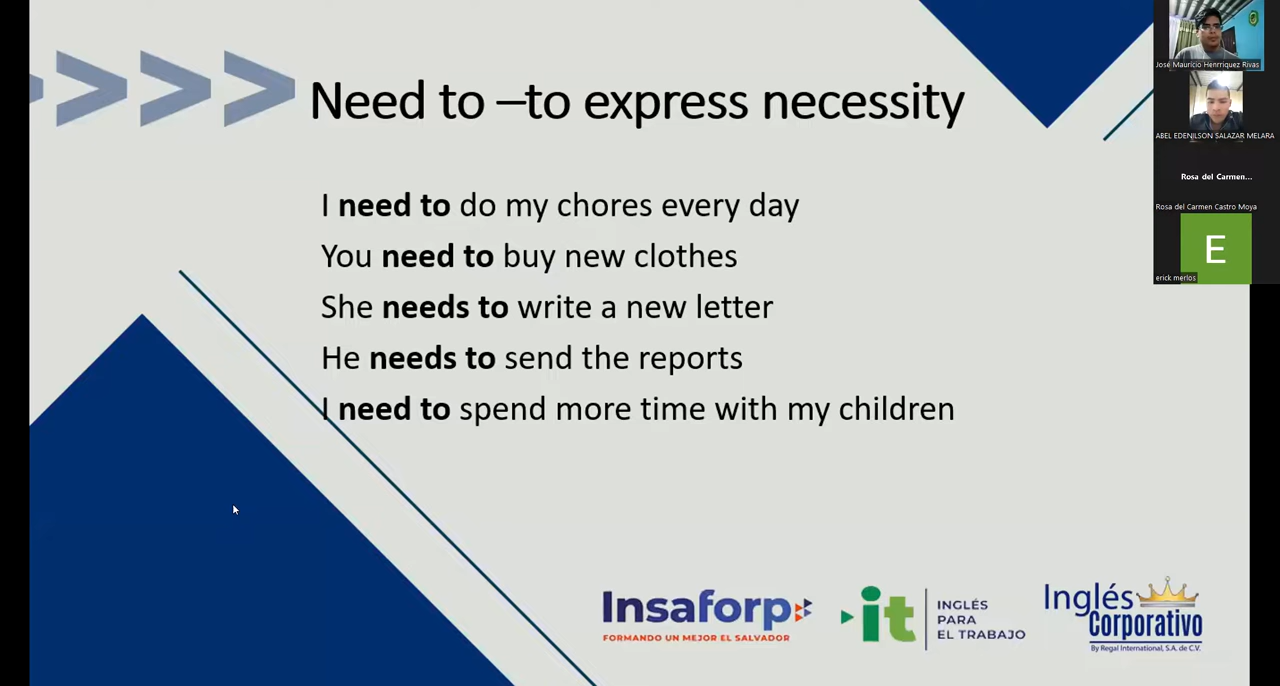 Need to –to express necessity
I need to do my chores every day
You need to buy new clothes
She needs to write a new letter
He needs to send the reports
I need to spend more time with my children
José Mauricio Henrriquez Rivas
ABEL EDENILSON SALAZAR MELARA
Rosa del Carmen...
Rosa del Carmen Castro Moya
E
erick merlos
Insaforp
FORMANDO UN MEJOR EL SALVADOR
it
INGLÉS
PARA
EL TRABAJO
Inglés
Corporativo
By Regal International, S.A. de C.V.